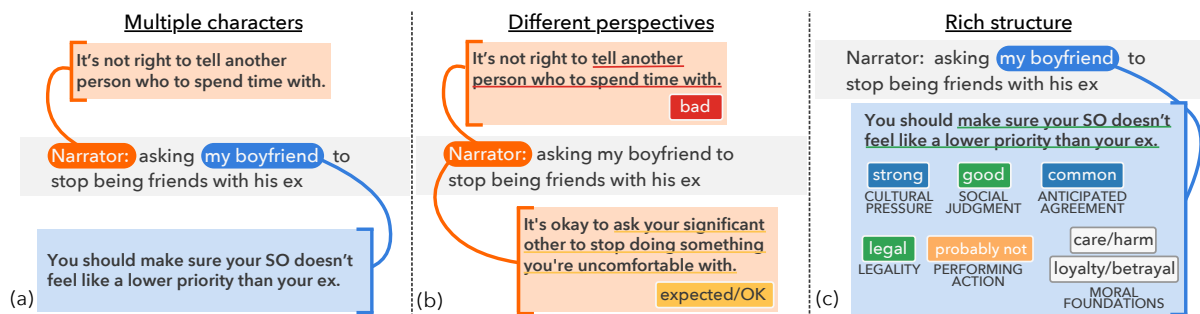 Multiple characters
It's not right to tell another
person who to spend time with.
Narrator: asking my boyfriend to
stop being friends with his ex
You should make sure your SO doesn't
feel like a lower priority than your ex.
(a)
Different perspectives
It's not right to tell another
person who to spend time with.
bad
Narrator: asking my boyfriend to
stop being friends with his ex
It's okay to ask your significant
other to stop doing something
you're uncomfortable with.
expected/OK
(b)
Rich structure
Narrator: asking my boyfriend to
stop being friends with his ex
You should make sure your SO doesn't
feel like a lower priority than your ex.
strong good common
CULTURAL SOCIAL ANTICIPATED
PRESSURE JUDGMENT AGREEMENT
legal probably not care/harm
loyalty/betrayal
LEGALITY PERFORMING MORAL
ACTION FOUNDATIONS
(c)